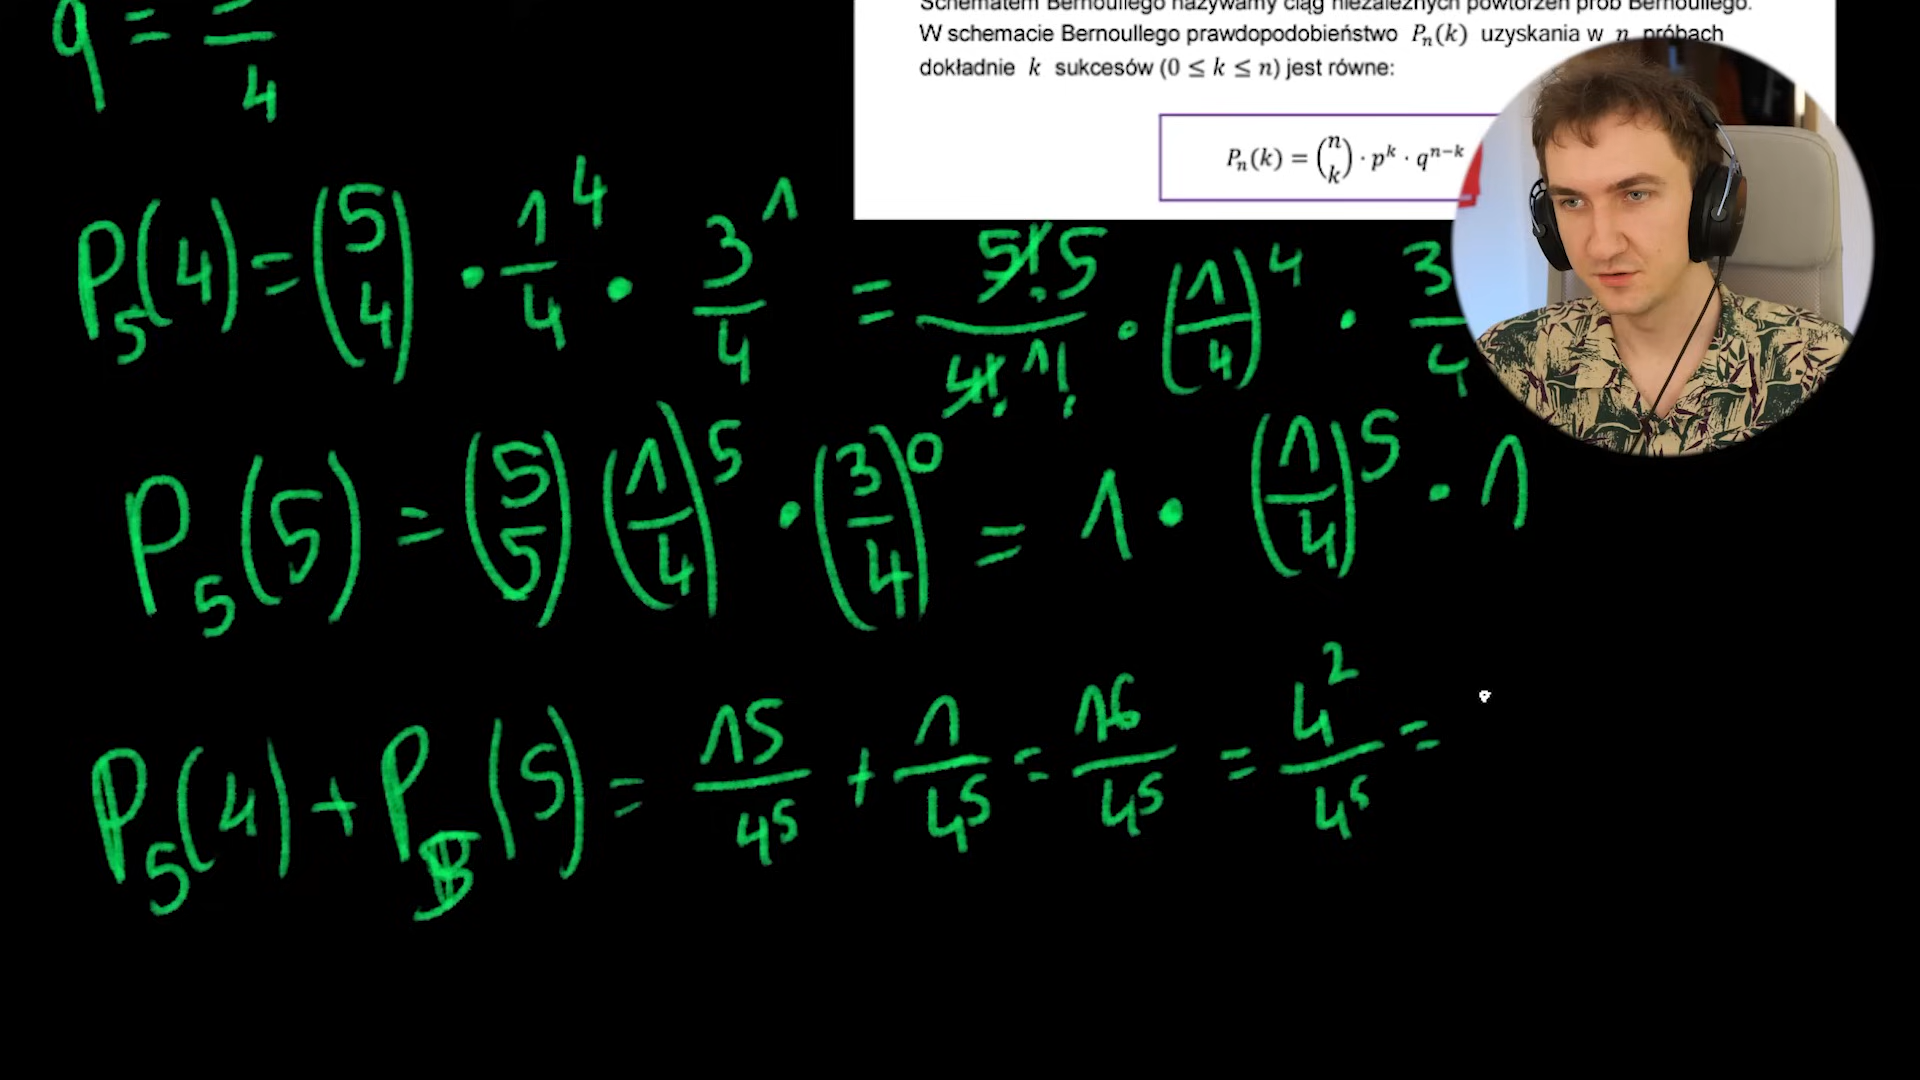 q = 3/4
Schematem Bernoullego nazywamy ciąg niezależnych powtórzeń prób Bernoullego.
W schemacie Bernoullego prawdopodobieństwo Pₙ(k) uzyskania w n próbach
dokładnie k sukcesów (0 ≤ k ≤ n) jest równe:
Pₙ(k) = (n k) · pᵏ · qⁿ⁻ᵏ
P₅(4) = (5 4) · 1/4⁴ · 3/4¹ = 5!5/4!1! · (1/4)⁴ · 3/4
P₅(5) = (5 5) (1/4)⁵ · (3/4)⁰ = 1 · (1/4)⁵ · 1
P₅(4) + P₅(5) = 15/4⁵ + 1/4⁵ = 16/4⁵ = 4²/4⁵ =